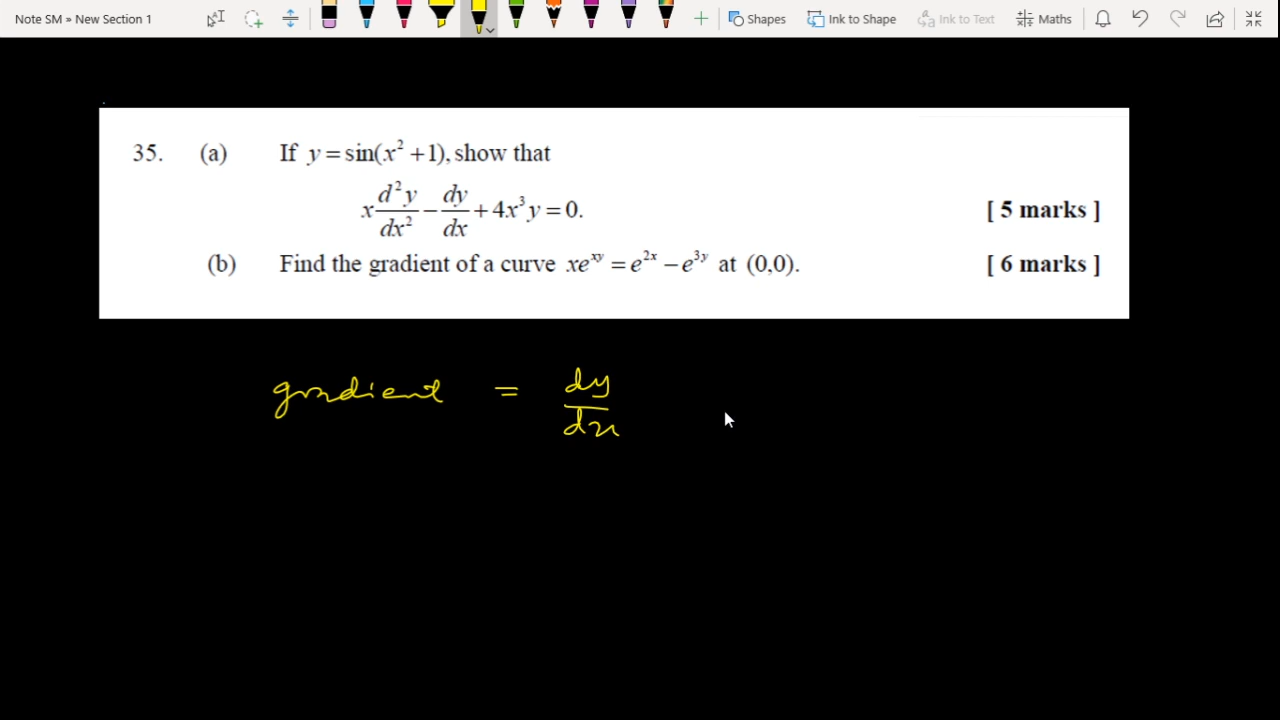 Note SM » New Section 1
Shapes
Ink to Shape
Ink to Text
Maths
35. (a) If y = sin(x² + 1), show that
x d²y/dx² − dy/dx + 4x³y = 0. [ 5 marks ]
(b) Find the gradient of a curve xe^{xy} = e^{2x} − e^{3y} at (0,0). [ 6 marks ]
gradient = dy/dx